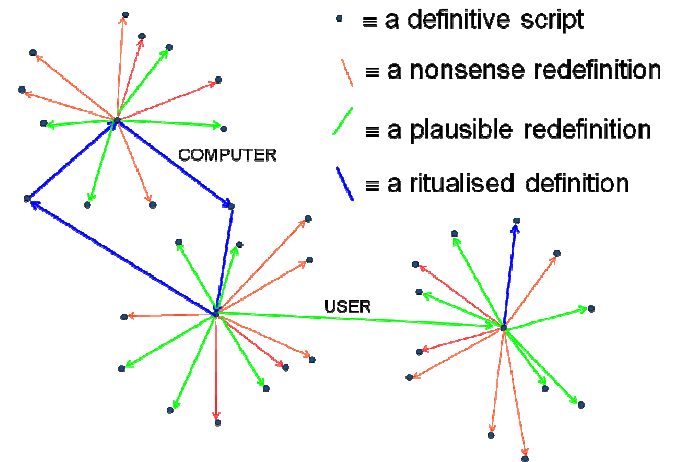 ≡ a definitive script
≡ a nonsense redefinition
≡ a plausible redefinition
COMPUTER
≡ a ritualised definition
USER